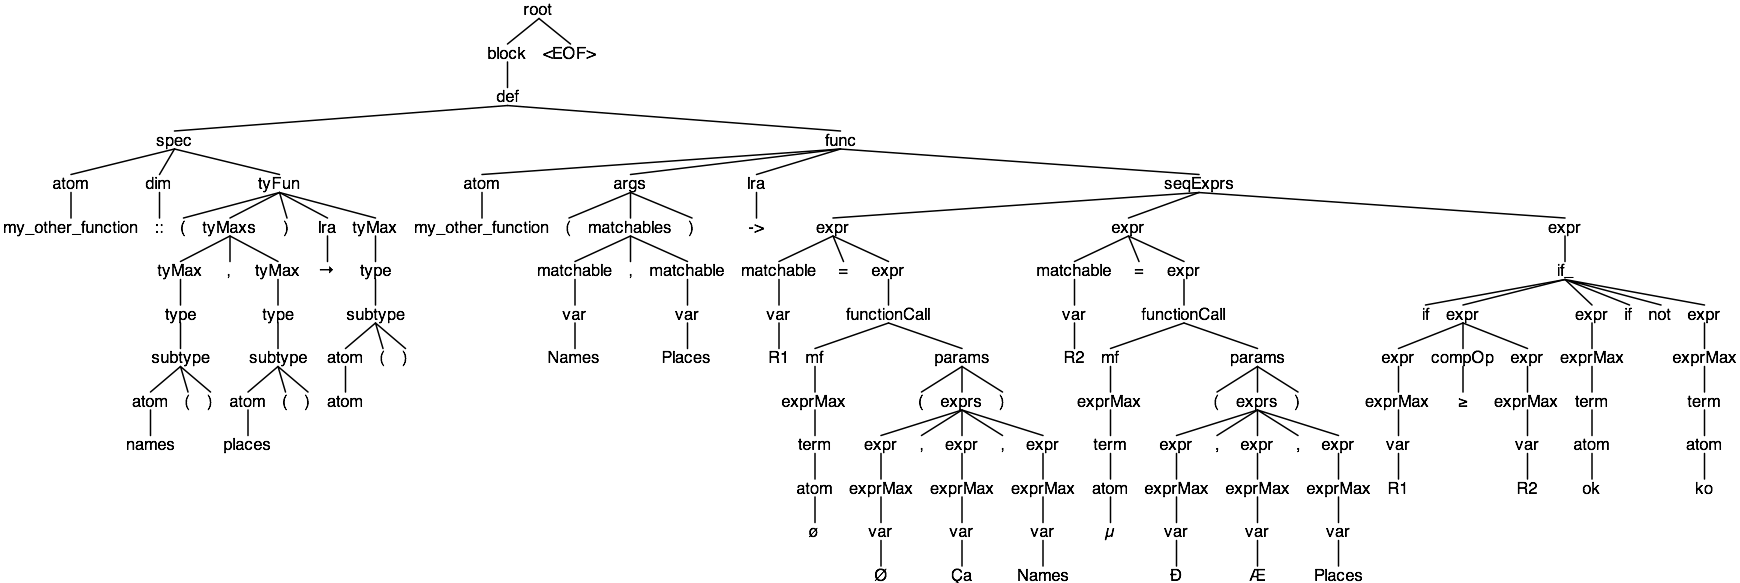 root
block <EOF>
def
spec func
atom dim tyFun atom args lra seqExprs
my_other_function :: ( tyMaxs ) lra tyMax my_other_function ( matchables ) -> expr expr expr
tyMax , tyMax → type matchable , matchable matchable = expr matchable = expr if_
type type subtype var var var functionCall var functionCall if expr expr if not expr
subtype subtype atom ( ) Names Places R1 mf params R2 mf params expr compOp expr exprMax exprMax
atom ( ) atom ( ) atom exprMax ( exprs ) exprMax ( exprs ) exprMax ≥ exprMax term term
names places term expr , expr , expr term expr , expr , expr var var atom atom
atom exprMax exprMax exprMax atom exprMax exprMax exprMax R1 R2 ok ko
ø var var var µ var var var
Ø Ça Names Ð Æ Places